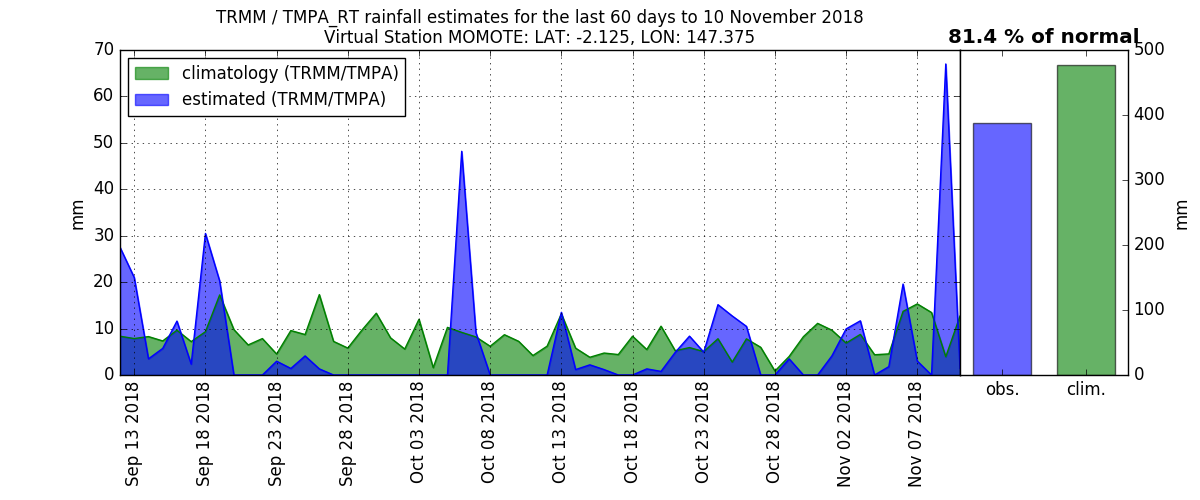 TRMM / TMPA_RT rainfall estimates for the last 60 days to 10 November 2018
Virtual Station MOMOTE: LAT: -2.125, LON: 147.375
81.4 % of normal
climatology (TRMM/TMPA)
estimated (TRMM/TMPA)
70
60
50
40
30
20
10
0
mm
Sep 13 2018
Sep 18 2018
Sep 23 2018
Sep 28 2018
Oct 03 2018
Oct 08 2018
Oct 13 2018
Oct 18 2018
Oct 23 2018
Oct 28 2018
Nov 02 2018
Nov 07 2018
obs.
clim.
500
400
300
200
100
0
mm